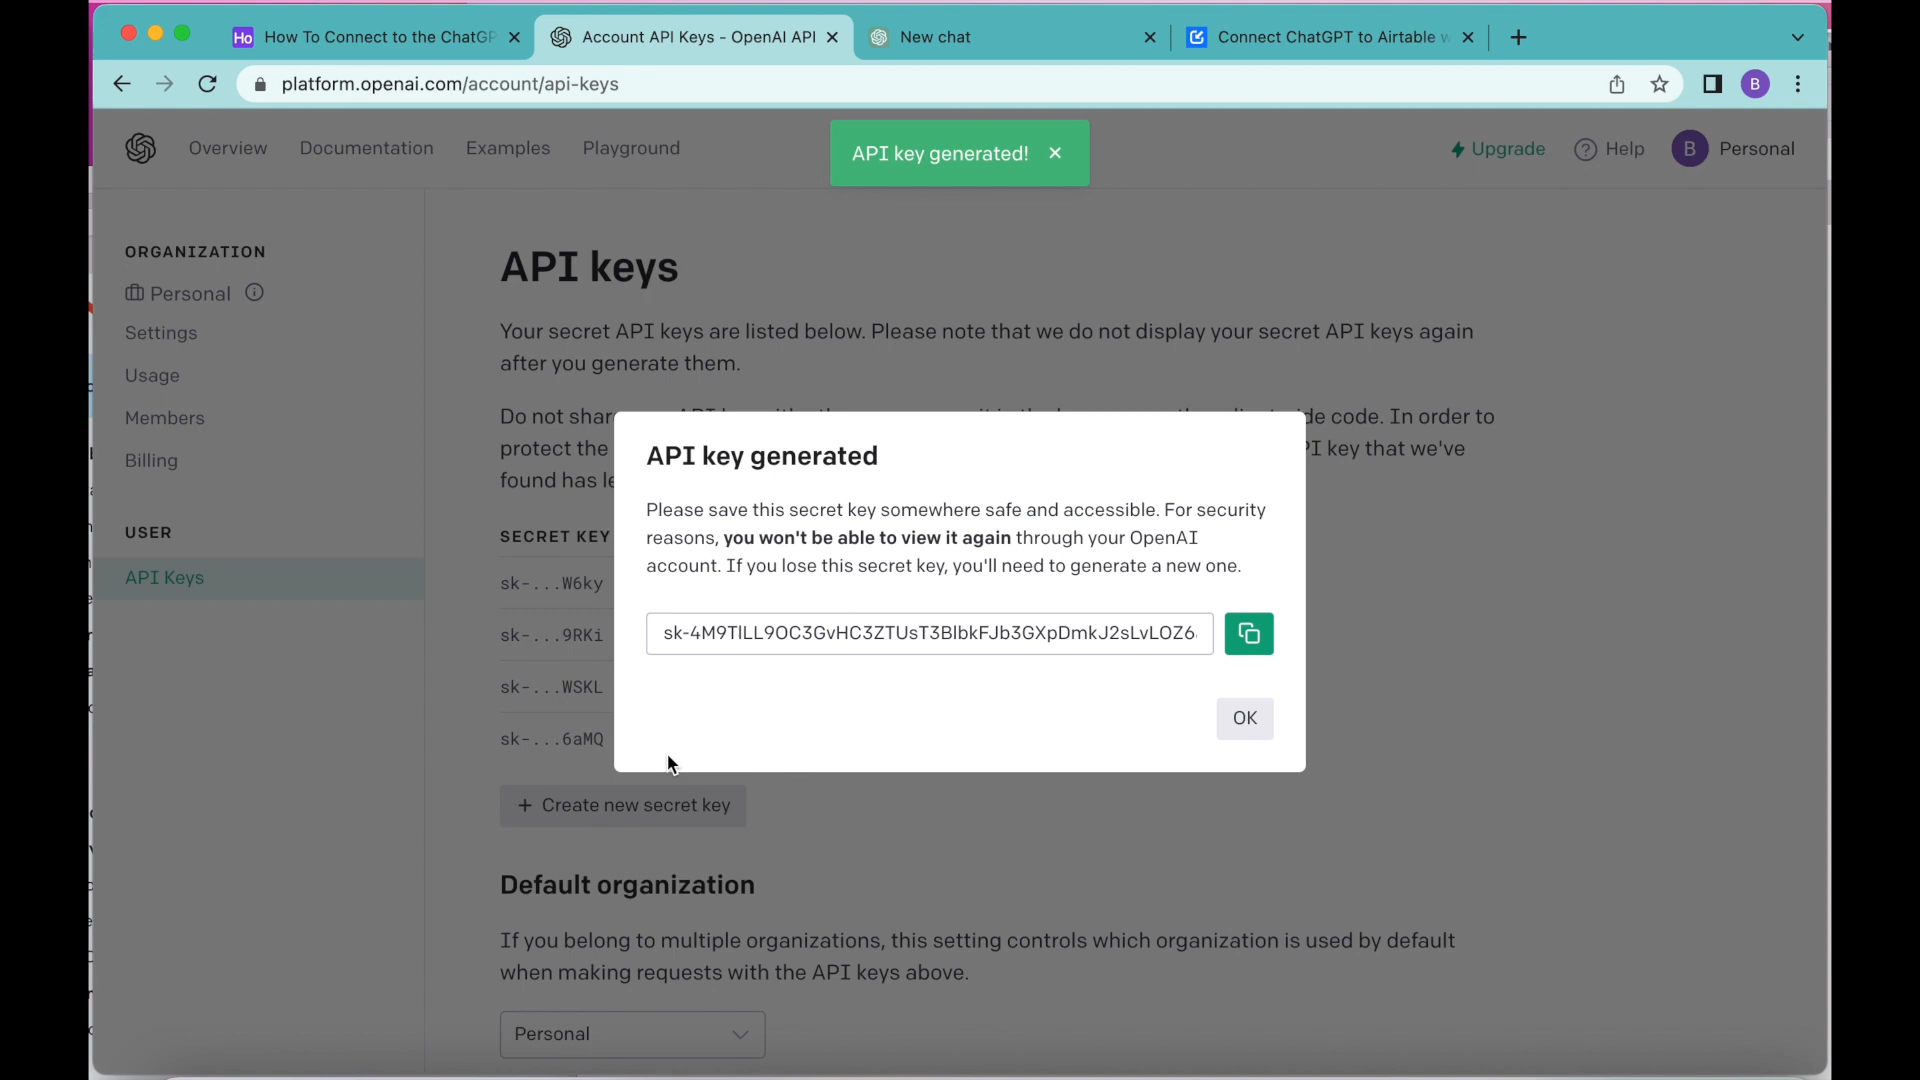 Ho How To Connect to the ChatGP
Account API Keys - OpenAI API
New chat
Connect ChatGPT to Airtable w
platform.openai.com/account/api-keys
B
Overview
Documentation
Examples
Playground
API key generated!
Upgrade
Help
B
Personal
ORGANIZATION
Personal
Settings
Usage
Members
Billing
USER
API Keys
API keys
Your secret API keys are listed below. Please note that we do not display your secret API keys again
after you generate them.
Do not shar de code. In order to
protect the PI key that we've
found has le
SECRET KEY
sk-...W6ky
sk-...9RKi
sk-...WSKL
sk-...6aMQ
API key generated
Please save this secret key somewhere safe and accessible. For security
reasons, you won't be able to view it again through your OpenAI
account. If you lose this secret key, you'll need to generate a new one.
OK
+ Create new secret key
Default organization
If you belong to multiple organizations, this setting controls which organization is used by default
when making requests with the API keys above.
Personal